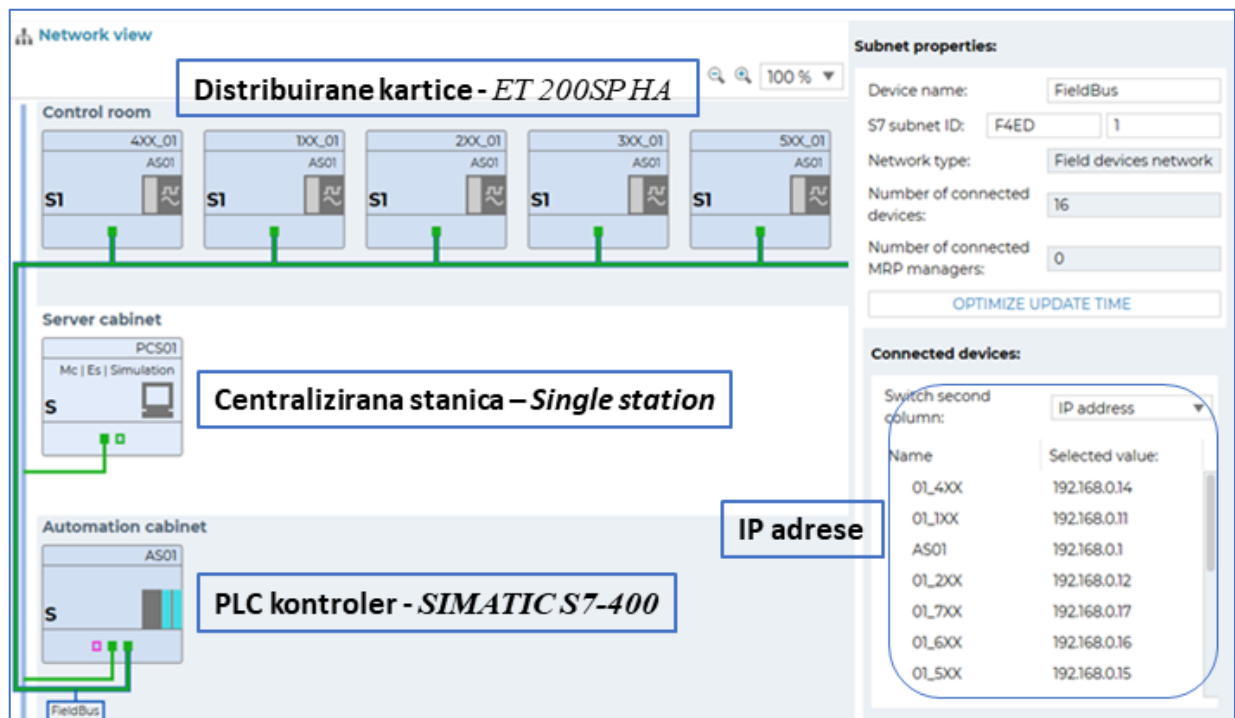 Network view
Distribuirane kartice - ET 200SP HA
100 %
Control room
4XX_01
AS01
S1
1XX_01
AS01
S1
2XX_01
AS01
S1
3XX_01
AS01
S1
5XX_01
AS01
S1
Server cabinet
PCS01
Mc | Es | Simulation
S
Centralizirana stanica – Single station
Automation cabinet
AS01
S
PLC kontroler - SIMATIC S7-400
FieldBus
Subnet properties:
Device name: FieldBus
S7 subnet ID: F4ED 1
Network type: Field devices network
Number of connected
devices: 16
Number of connected
MRP managers: 0
OPTIMIZE UPDATE TIME
Connected devices:
Switch second
column: IP address
Name Selected value:
01_4XX 192.168.0.14
01_1XX 192.168.0.11
AS01 192.168.0.1
01_2XX 192.168.0.12
01_7XX 192.168.0.17
01_6XX 192.168.0.16
01_5XX 192.168.0.15
IP adrese